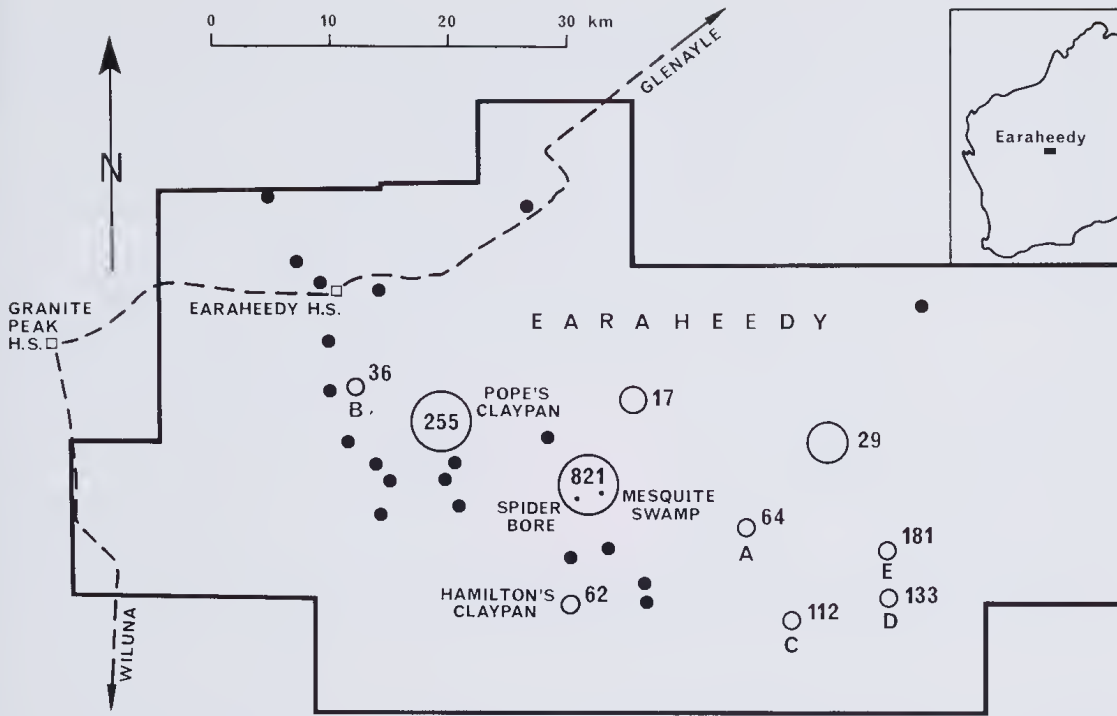 0 10 20 30 km
GLENAYLE
N
Earaheedy
GRANITE
PEAK
H.S.
EARAHEEDY H.S.
E A R A H E E D Y
36
B
255
POPE'S
CLAYPAN
17
29
821
SPIDER
BORE
MESQUITE
SWAMP
64
A
181
E
HAMILTON'S
CLAYPAN
62
112
C
133
D
WILUNA